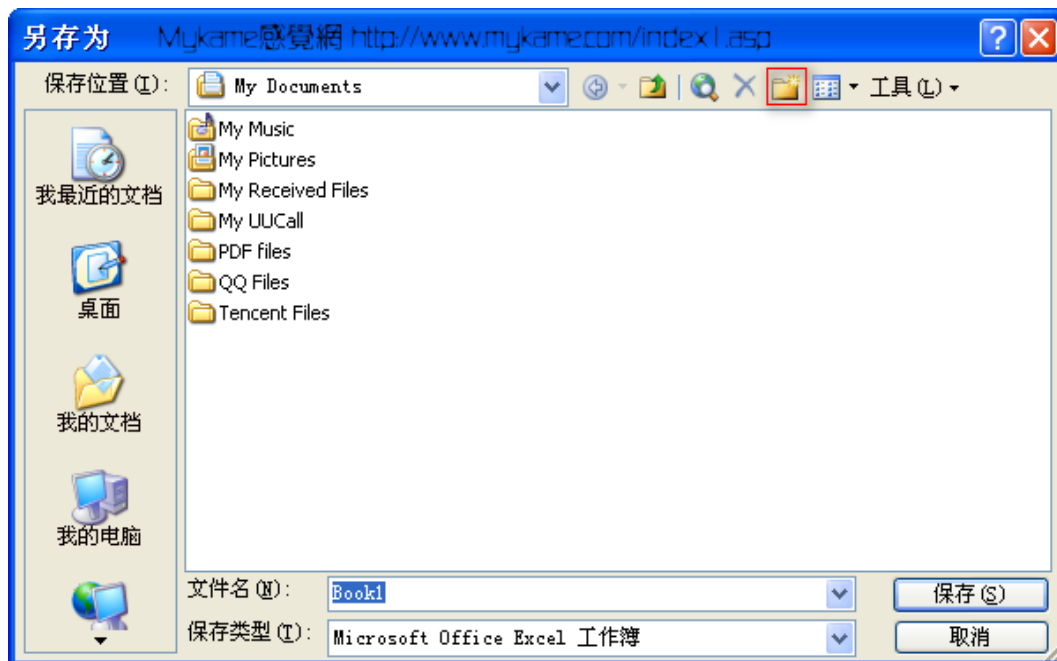 另存为 Mykame感覺網 http://www.mykame.com/index1.asp
保存位置(I): My Documents 工具(L)
My Music
My Pictures
My Received Files
My UUCall
PDF files
QQ Files
Tencent Files
我最近的文档
桌面
我的文档
我的电脑
文件名(N): Book1 保存(S)
保存类型(T): Microsoft Office Excel 工作簿 取消